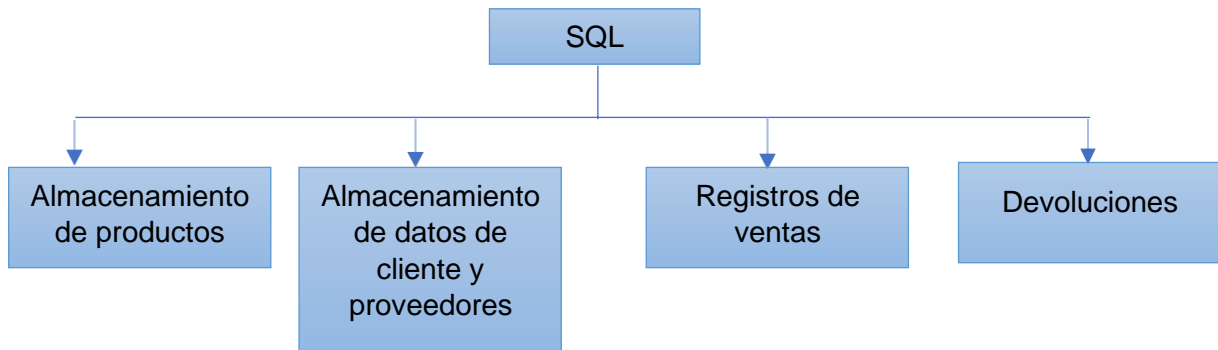 SQL
Almacenamiento
de productos
Almacenamiento
de datos de
cliente y
proveedores
Registros de
ventas
Devoluciones